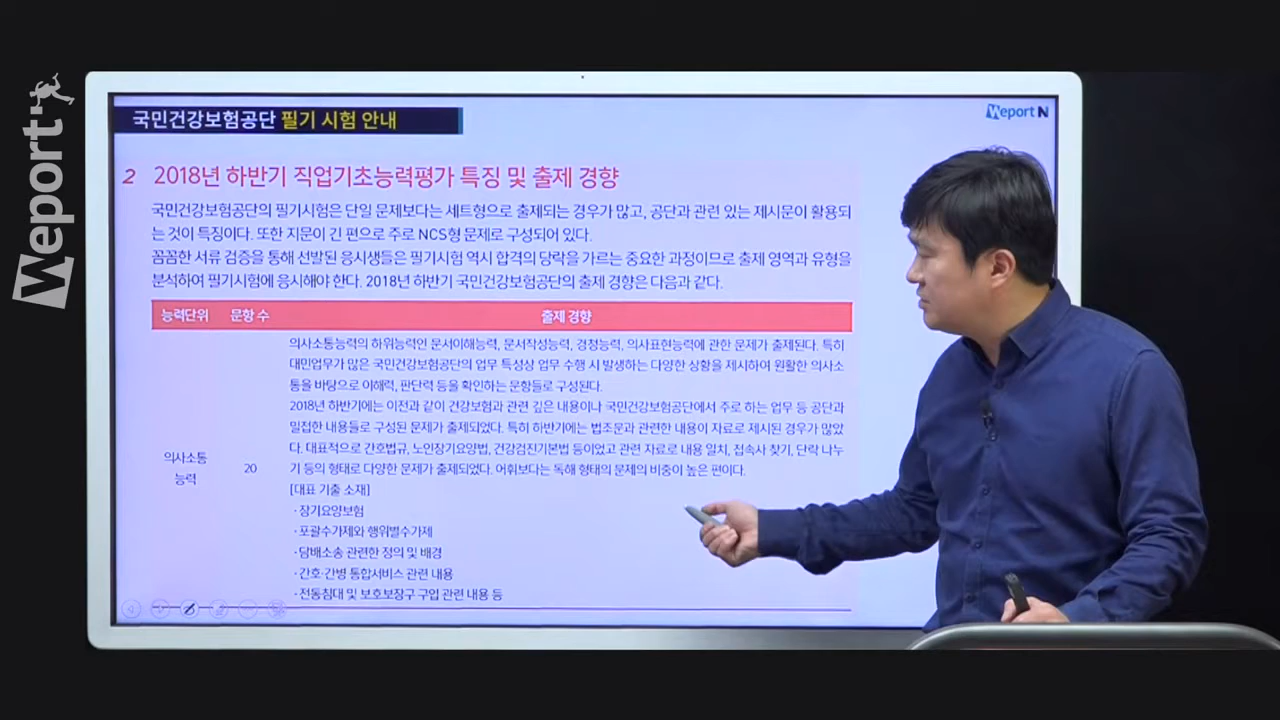 Weport
국민건강보험공단 필기 시험 안내
Weport N
2 2018년 하반기 직업기초능력평가 특징 및 출제 경향
국민건강보험공단의 필기시험은 단일 문제보다는 세트형으로 출제되는 경우가 많고, 공단과 관련 있는 제시문이 활용되
는 것이 특징이다. 또한 지문이 긴 편으로 주로 NCS형 문제로 구성되어 있다.
꼼꼼한 서류 검증을 통해 선발된 응시생들은 필기시험 역시 합격의 당락을 가르는 중요한 과정이므로 출제 영역과 유형을
분석하여 필기시험에 응시해야 한다. 2018년 하반기 국민건강보험공단의 출제 경향은 다음과 같다.
능력단위 문항 수 출제 경향
의사소통능력의 하위능력인 문서이해능력, 문서작성능력, 경청능력, 의사표현능력에 관한 문제가 출제된다. 특히
대민업무가 많은 국민건강보험공단의 업무 특성상 업무 수행 시 발생하는 다양한 상황을 제시하여 원활한 의사소
통을 바탕으로 이해력, 판단력 등을 확인하는 문항들로 구성된다.
2018년 하반기에는 이전과 같이 건강보험과 관련 깊은 내용이나 국민건강보험공단에서 주로 하는 업무 등 공단과
밀접한 내용들로 구성된 문제가 출제되었다. 특히 하반기에는 법조문과 관련한 내용이 자료로 제시된 경우가 많았
다. 대표적으로 간호법규, 노인장기요양법, 건강검진기본법 등이었고 관련 자료로 내용 일치, 접속사 찾기, 단락 나누
기 등의 형태로 다양한 문제가 출제되었다. 어휘보다는 독해 형태의 문제의 비중이 높은 편이다.
의사소통
능력
20
[대표 기출 소재]
·장기요양보험
·포괄수가제와 행위별수가제
·담배소송 관련한 정의 및 배경
·간호·간병 통합서비스 관련 내용
·전동침대 및 보호보장구 구입 관련 내용 등